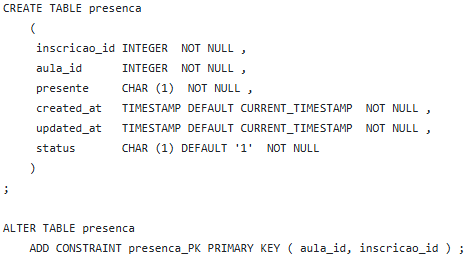 CREATE TABLE presenca
(
inscricao_id INTEGER NOT NULL ,
aula_id INTEGER NOT NULL ,
presente CHAR (1) NOT NULL ,
created_at TIMESTAMP DEFAULT CURRENT_TIMESTAMP NOT NULL ,
updated_at TIMESTAMP DEFAULT CURRENT_TIMESTAMP NOT NULL ,
status CHAR (1) DEFAULT '1' NOT NULL
)
;
ALTER TABLE presenca
ADD CONSTRAINT presenca_PK PRIMARY KEY ( aula_id, inscricao_id ) ;